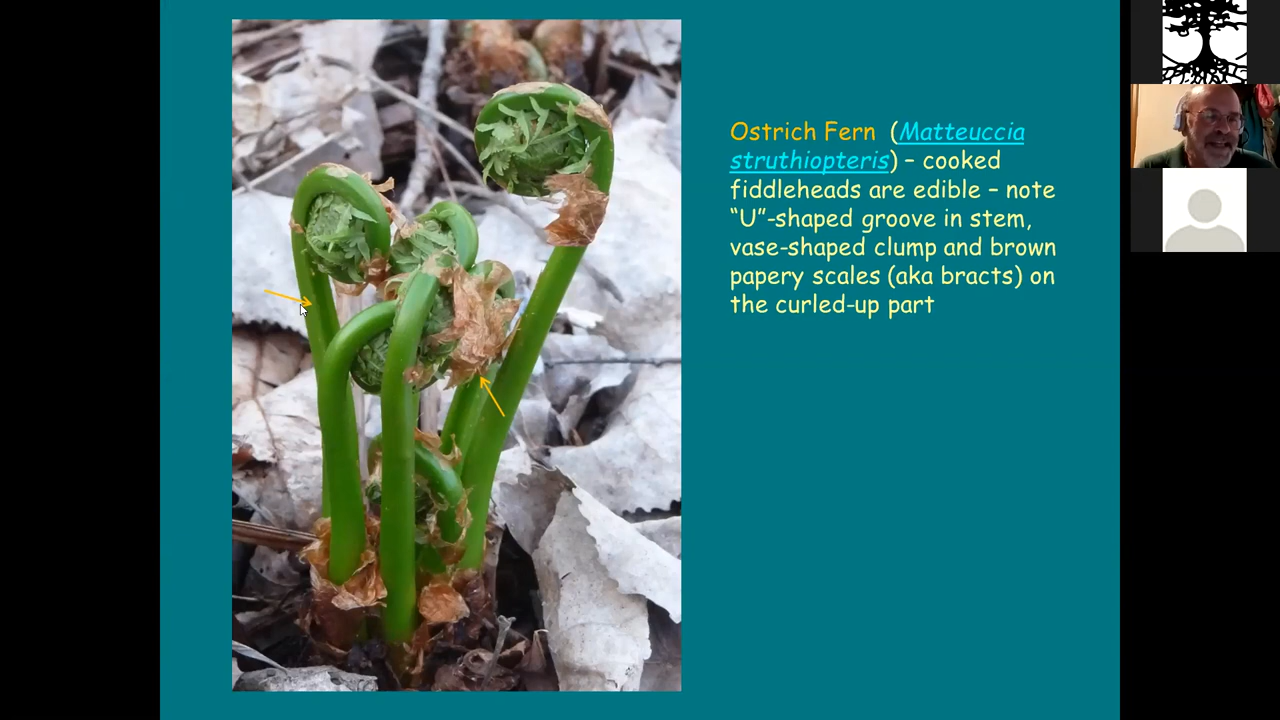 Ostrich Fern (Matteuccia
struthiopteris) – cooked
fiddleheads are edible – note
“U”-shaped groove in stem,
vase-shaped clump and brown
papery scales (aka bracts) on
the curled-up part